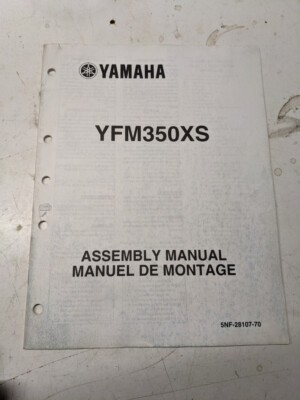 YAMAHA
YFM350XS
ASSEMBLY MANUAL
MANUEL DE MONTAGE
5NF-28107-70